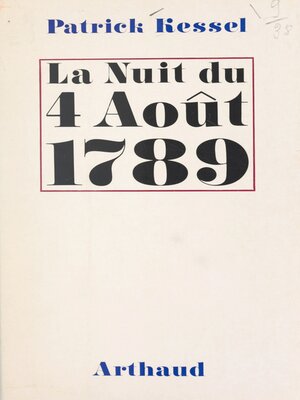 Patrick Kessel
La Nuit du
4 Août
1789
Arthaud